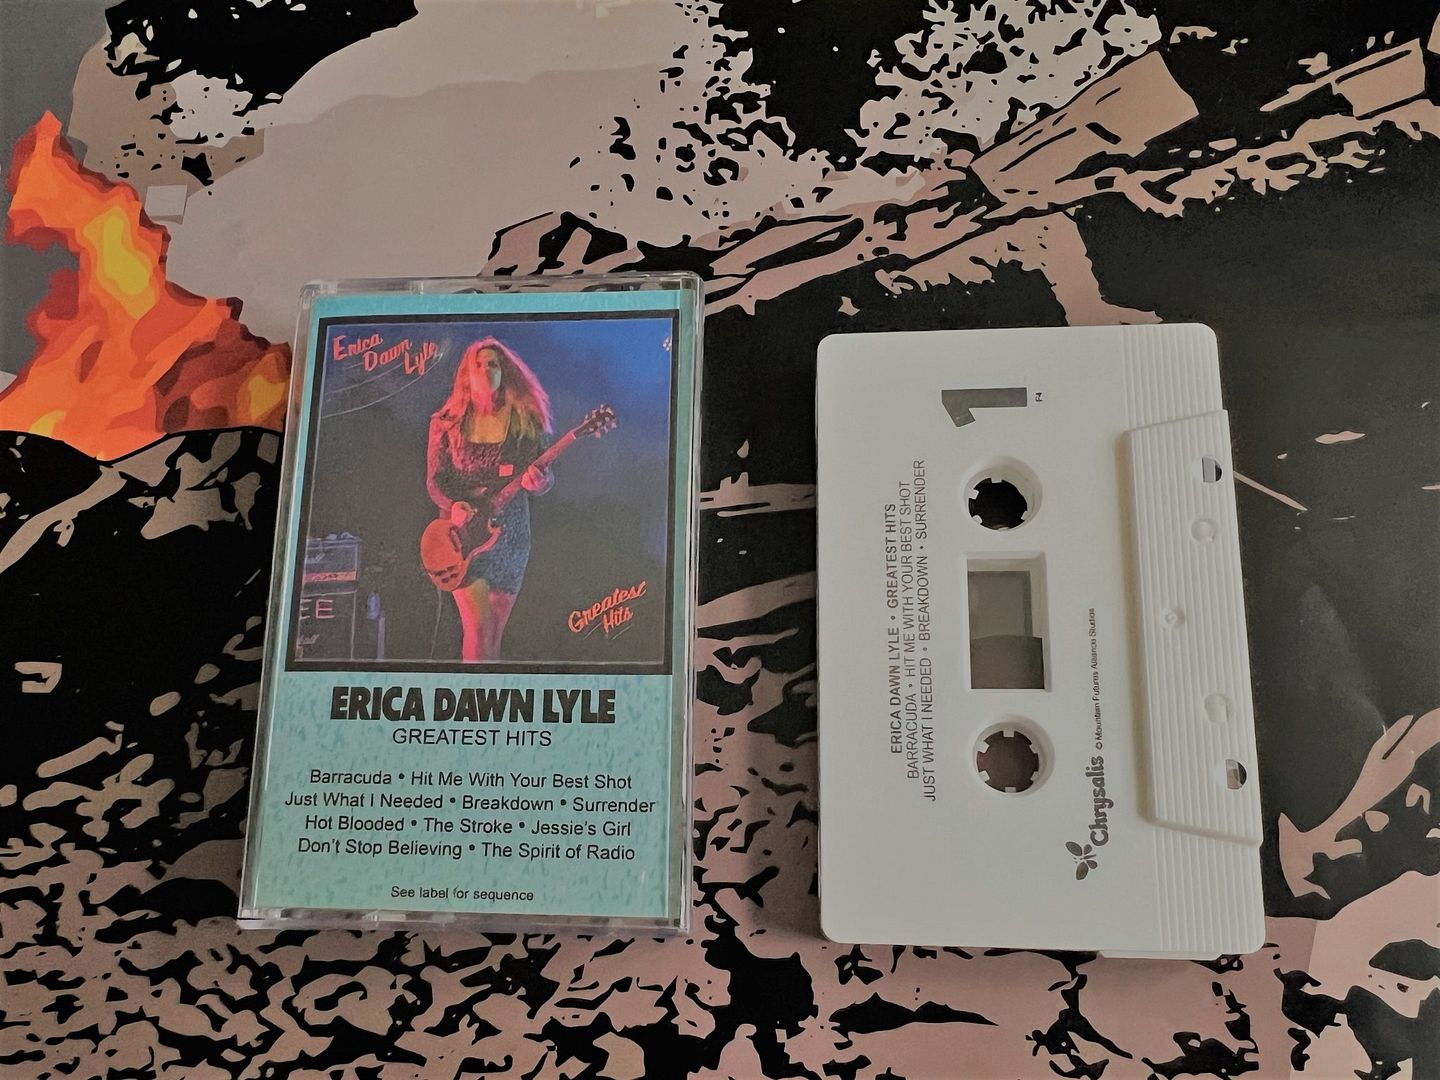 Erica
Dawn
Lyle
EE
Greatest
Hits
ERICA DAWN LYLE
GREATEST HITS
Barracuda • Hit Me With Your Best Shot
Just What I Needed • Breakdown • Surrender
Hot Blooded • The Stroke • Jessie's Girl
Don't Stop Believing • The Spirit of Radio
See label for sequence
1
ERICA DAWN LYLE • GREATEST HITS
BARRACUDA • HIT ME WITH YOUR BEST SHOT
JUST WHAT I NEEDED • BREAKDOWN • SURRENDER
Chrysalis © Mountain Futures Alliance Studios